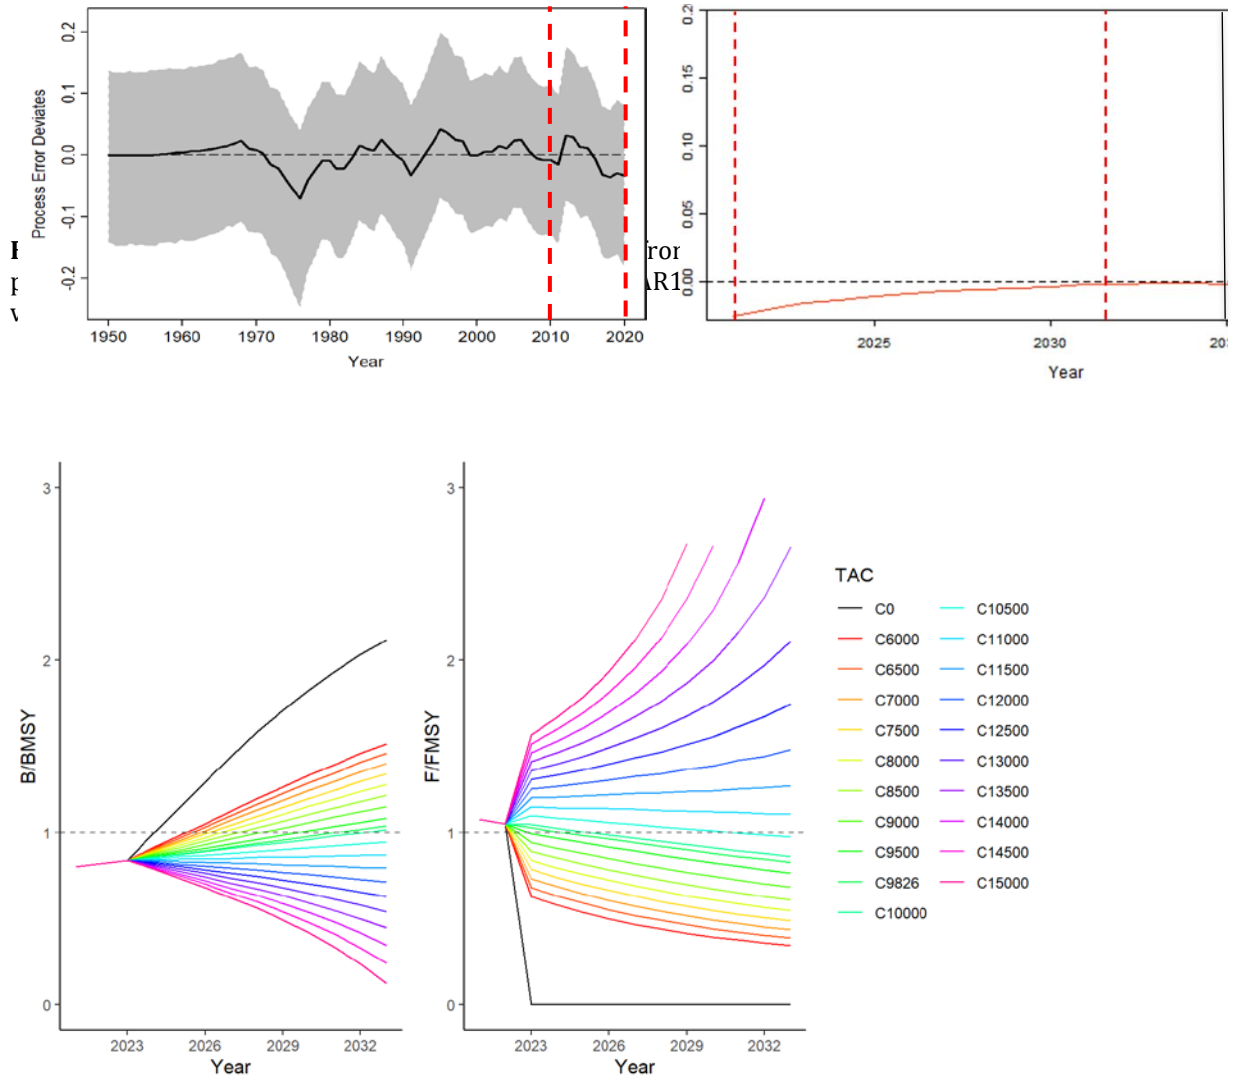 0.2
0.1
0.0
-0.1
-0.2
Process Error Deviates
1950 1960 1970 1980 1990 2000 2010 2020
Year
0.15
0.10
0.05
0.00
2025 2030
Year
AR1
3
2
1
0
B/BMSY
2023 2026 2029 2032
Year
3
2
1
0
F/FMSY
2023 2026 2029 2032
Year
TAC
C0 C10500
C6000 C11000
C6500 C11500
C7000 C12000
C7500 C12500
C8000 C13000
C8500 C13500
C9000 C14000
C9500 C14500
C9826 C15000
C10000